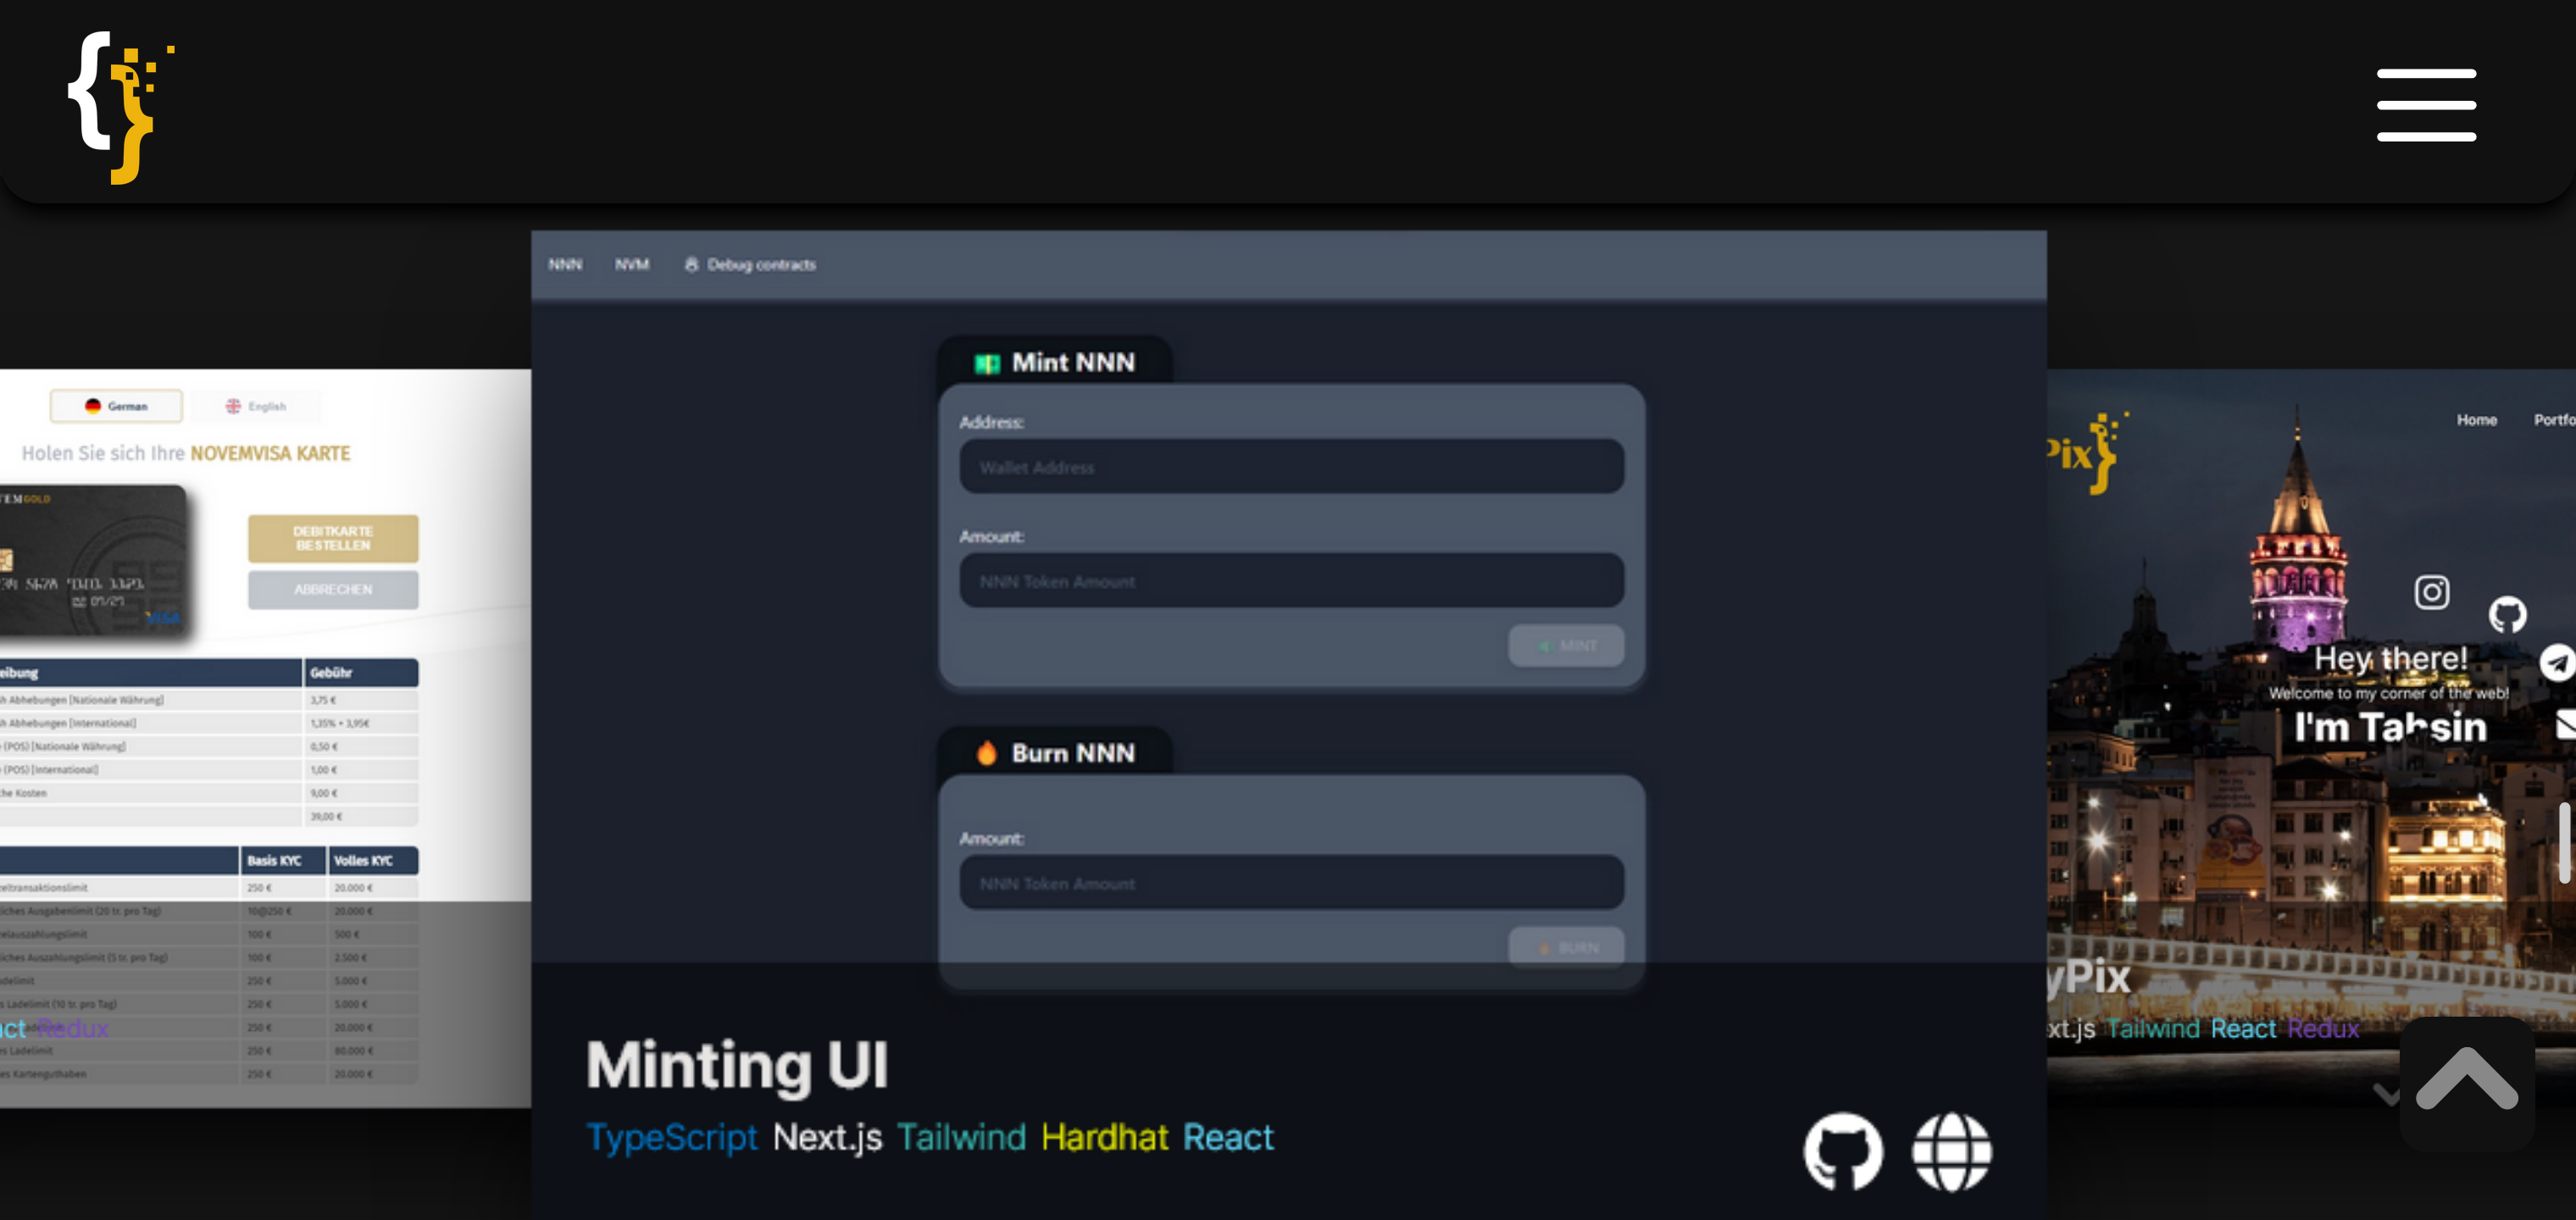 {}
NNN NVM Debug contracts
Mint NNN
Address:
Wallet Address
Amount:
NNN Token Amount
MINT
Burn NNN
Amount:
NNN Token Amount
BURN
Minting UI
TypeScript Next.js Tailwind Hardhat React
German English
Holen Sie sich Ihre NOVEMVISA KARTE
GOLD
DEBITKARTE
BESTELLEN
ABBRECHEN
VISA
eibung Gebühr
h Abhebungen [Nationale Währung] 3,75 €
h Abhebungen [International] 1,35% + 3,95€
(POS) [Nationale Währung] 0,50 €
(POS) [International] 1,00 €
he Kosten 9,00 €
39,00 €
Basis KYC Volles KYC
eltransaktionslimit 250 € 20.000 €
iches Ausgabenlimit (20 tr. pro Tag) 10@250 € 20.000 €
elauszahlungslimit 100 € 500 €
iches Auszahlungslimit (5 tr. pro Tag) 100 € 2.500 €
adelimit 250 € 5.000 €
s Ladelimit (10 tr. pro Tag) 250 € 5.000 €
250 € 20.000 €
s Ladelimit 250 € 80.000 €
es Kartenguthaben 250 € 20.000 €
act Redux
Pix}
Home Portfo
Hey there!
Welcome to my corner of the web!
I'm Tahsin
yPix
xt.js Tailwind React Redux